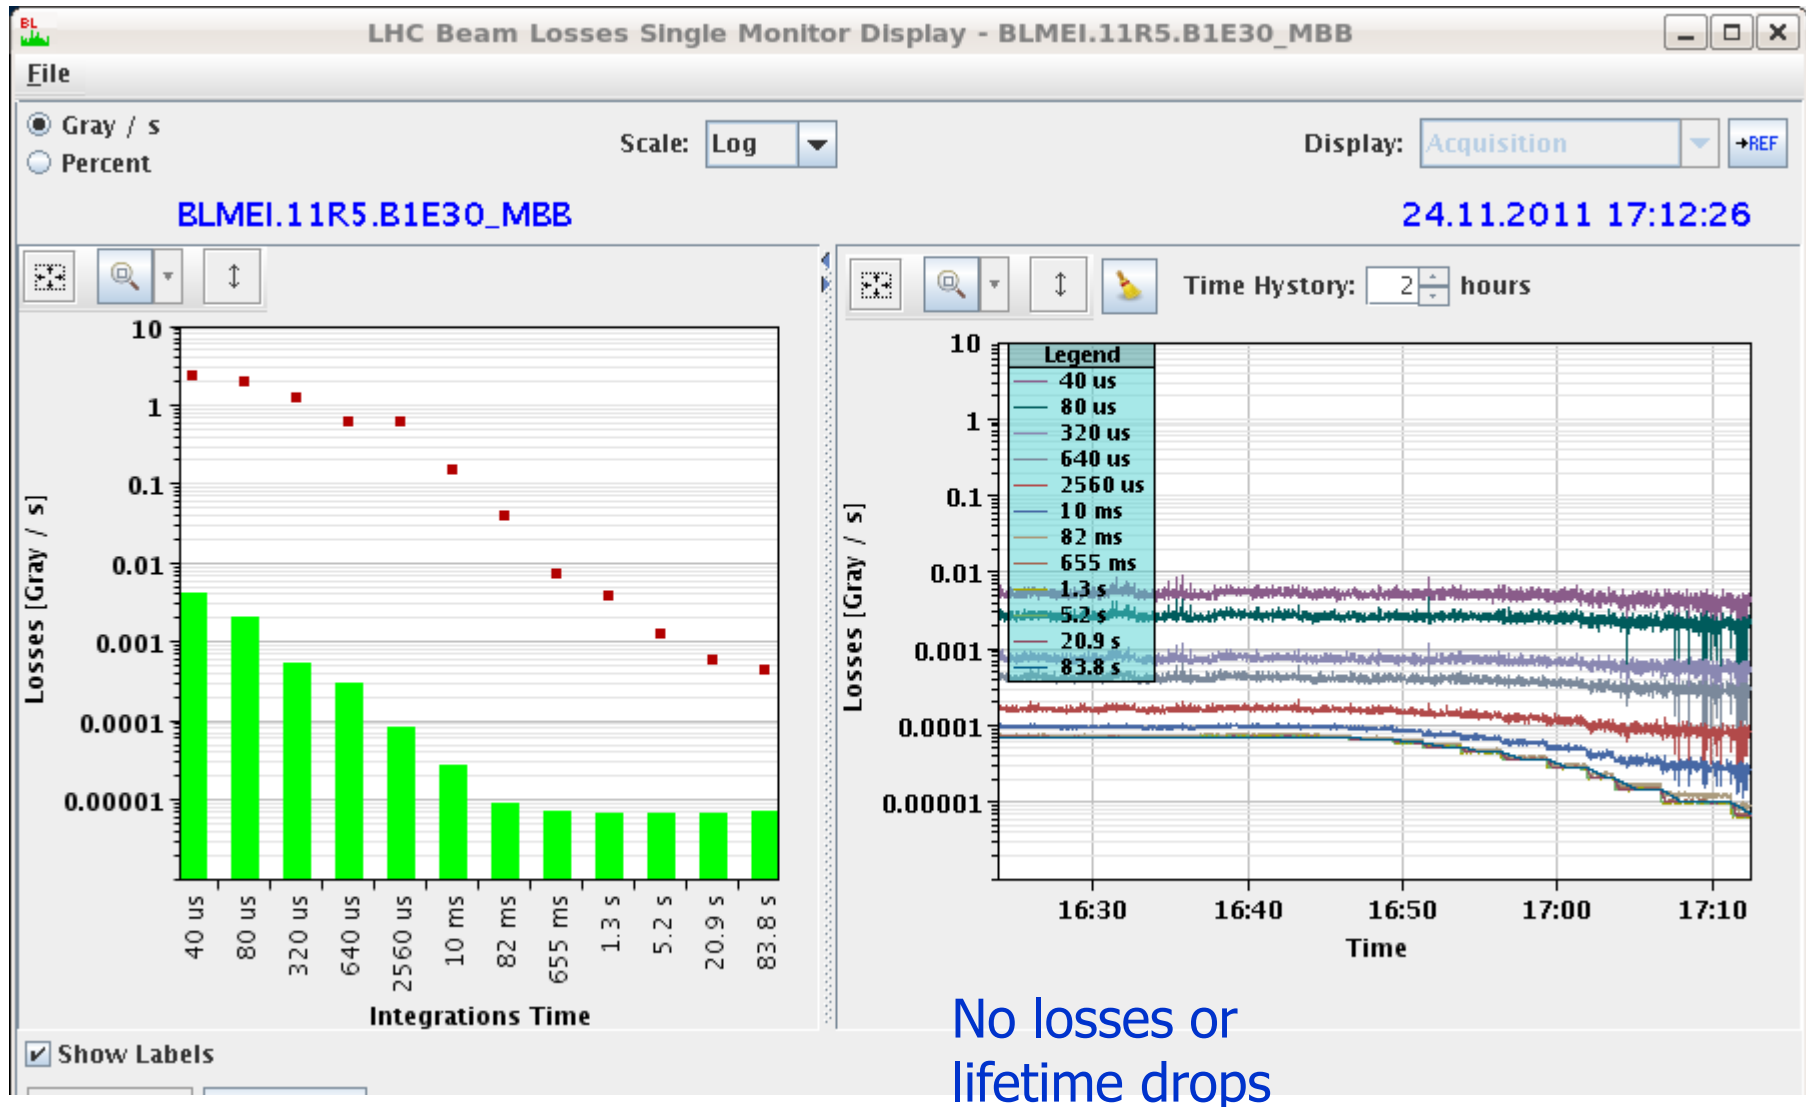 BL
LHC Beam Losses Single Monitor Display - BLMEI.11R5.B1E30_MBB
File
Gray / s
Percent
Scale: Log
Display: Acquisition
→REF
BLMEI.11R5.B1E30_MBB
24.11.2011 17:12:26
Time Hystory: 2 hours
10
1
0.1
0.01
0.001
0.0001
0.00001
Losses [Gray / s]
40 us
80 us
320 us
640 us
2560 us
10 ms
82 ms
655 ms
1.3 s
5.2 s
20.9 s
83.8 s
Integrations Time
10
1
0.1
0.01
0.001
0.0001
0.00001
Losses [Gray / s]
Legend
40 us
80 us
320 us
640 us
2560 us
10 ms
82 ms
655 ms
1.3 s
5.2 s
20.9 s
83.8 s
16:30
16:40
16:50
17:00
17:10
Time
No losses or
lifetime drops
Show Labels